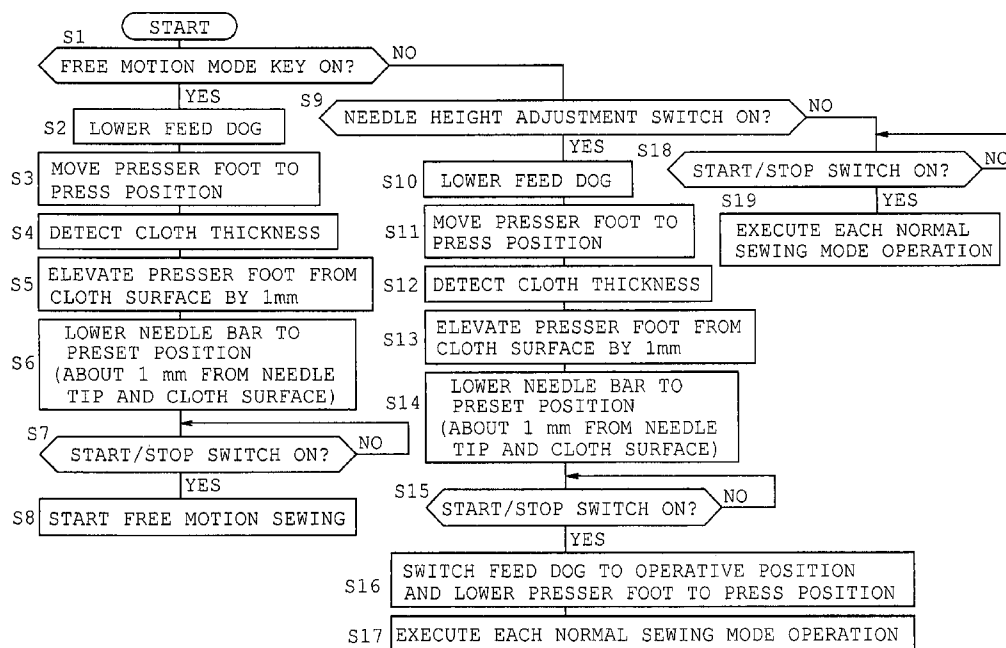 START
S1
FREE MOTION MODE KEY ON?
NO
YES
S2
LOWER FEED DOG
S3
MOVE PRESSER FOOT TO
PRESS POSITION
S4
DETECT CLOTH THICKNESS
S5
ELEVATE PRESSER FOOT FROM
CLOTH SURFACE BY 1mm
S6
LOWER NEEDLE BAR TO
PRESET POSITION
(ABOUT 1 mm FROM NEEDLE
TIP AND CLOTH SURFACE)
S7
START/STOP SWITCH ON?
NO
YES
S8
START FREE MOTION SEWING
S9
NEEDLE HEIGHT ADJUSTMENT SWITCH ON?
NO
YES
S10
LOWER FEED DOG
S11
MOVE PRESSER FOOT TO
PRESS POSITION
S12
DETECT CLOTH THICKNESS
S13
ELEVATE PRESSER FOOT FROM
CLOTH SURFACE BY 1mm
S14
LOWER NEEDLE BAR TO
PRESET POSITION
(ABOUT 1 mm FROM NEEDLE
TIP AND CLOTH SURFACE)
S15
START/STOP SWITCH ON?
NO
YES
S16
SWITCH FEED DOG TO OPERATIVE POSITION
AND LOWER PRESSER FOOT TO PRESS POSITION
S17
EXECUTE EACH NORMAL SEWING MODE OPERATION
S18
START/STOP SWITCH ON?
NO
YES
S19
EXECUTE EACH NORMAL
SEWING MODE OPERATION